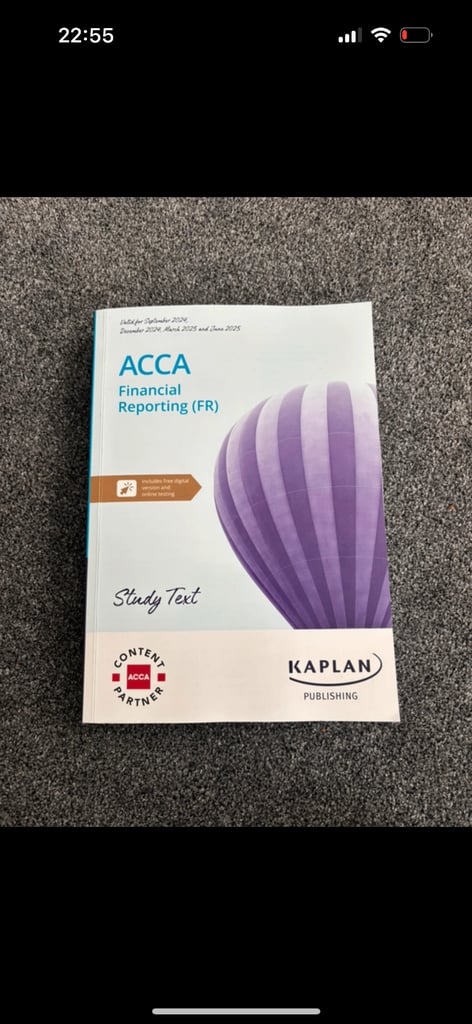 22:55
Valid for September 2024,
December 2024, March 2025 and June 2025
ACCA
Financial
Reporting (FR)
Includes free digital
version and
online testing
Study Text
CONTENT
ACCA
PARTNER
KAPLAN
PUBLISHING